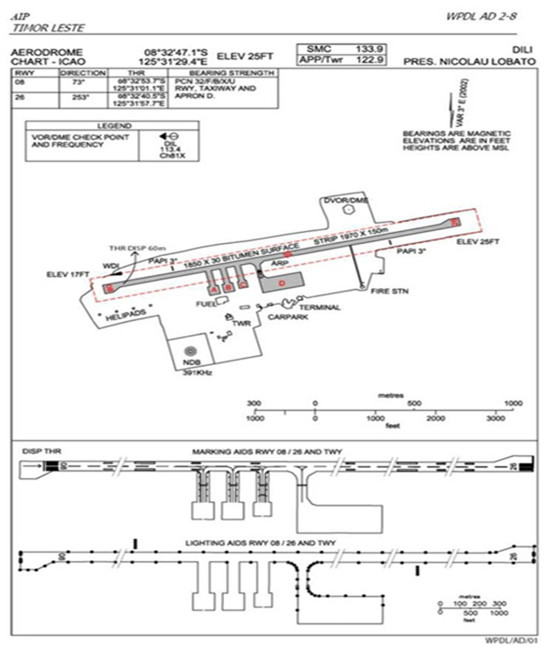 AIP
TIMOR LESTE
WPDL AD 2-8
AERODROME
CHART - ICAO
08°32'47.1"S
125°31'29.4"E
ELEV 25FT
SMC 133.9
APP/Twr 122.9
DILI
PRES. NICOLAU LOBATO
RWY DIRECTION THR BEARING STRENGTH
08 73° 08°32'53.7"S
125°31'01.1"E
26 253° 08°32'40.5"S
125°31'57.7"E
PCN 32/F/B/X/U
RWY, TAXIWAY AND
APRON D.
LEGEND
VOR/DME CHECK POINT
AND FREQUENCY
DIL
113.4
Ch81X
VAR 3° E (2002)
BEARINGS ARE MAGNETIC
ELEVATIONS ARE IN FEET
HEIGHTS ARE ABOVE MSL
DVOR/DME
THR DISP 60m
WDI
PAPI 3°
1850 X 30 BITUMEN SURFACE
STRIP 1970 X 150m
PAPI 3°
ELEV 25FT
ELEV 17FT
ARP
A B C D
FUEL
HELIPADS
TWR
CARPARK
TERMINAL
FIRE STN
NDB
391KHz
metres
300 0 500 1000
1000 0 1000 2000 3000
feet
DISP THR
MARKING AIDS RWY 08 / 26 AND TWY
08
26
LIGHTING AIDS RWY 08 / 26 AND TWY
08
26
metres
0 100 200 300
0 500 1000
feet
WPDL/AD/01